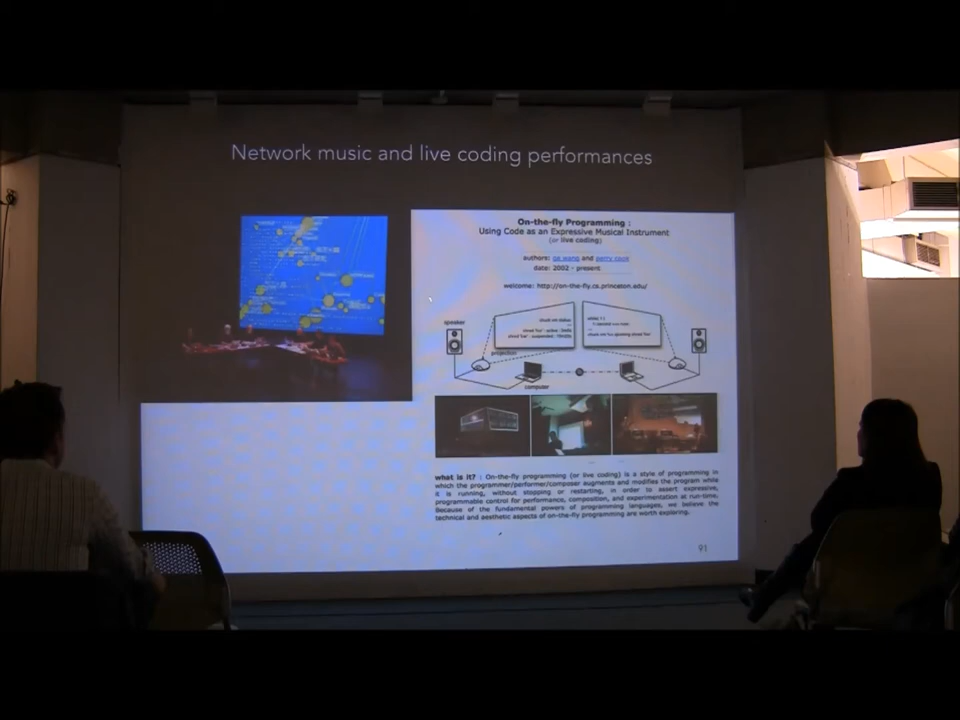 Network music and live coding performances
On-the-fly Programming :
Using Code as an Expressive Musical Instrument
(or live coding)
authors: ge wang and perry cook
date: 2002 - present
welcome: http://on-the-fly.cs.princeton.edu/
speaker
projection
computer
what is it? : On-the-fly programming (or live coding) is a style of programming in
which the programmer/performer/composer augments and modifies the program while
it is running, without stopping or restarting, in order to assert expressive,
programmable control for performance, composition, and experimentation at run-time.
Because of the fundamental powers of programming languages, we believe the
technical and aesthetic aspects of on-the-fly programming are worth exploring.
91